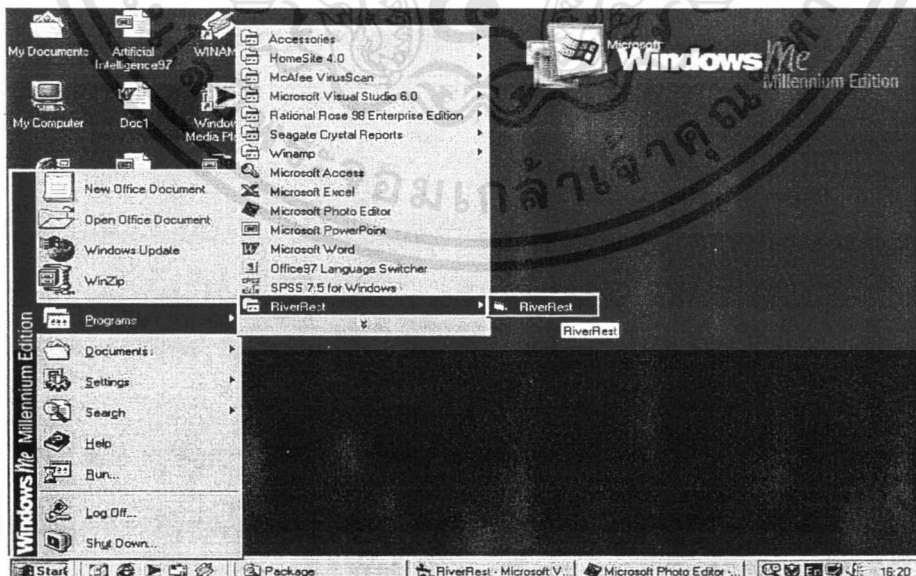 My Documents
Artificial
Intelligence97
WINAM
My Computer
Doc1
Window
Media Pl
Accessories
HomeSite 4.0
McAfee VirusScan
Microsoft Visual Studio 6.0
Rational Rose 98 Enterprise Edition
Seagate Crystal Reports
Winamp
Microsoft Access
Microsoft Excel
Microsoft Photo Editor
Microsoft PowerPoint
Microsoft Word
Office97 Language Switcher
SPSS 7.5 for Windows
RiverRest
RiverRest
RiverRest
Microsoft
Windows Me
Millennium Edition
New Office Document
Open Office Document
Windows Update
WinZip
Programs
Documents
Settings
Search
Help
Run...
Log Off...
Shut Down...
Windows Me Millennium Edition
Start
Package
RiverRest - Microsoft V...
Microsoft Photo Editor -...
16:20